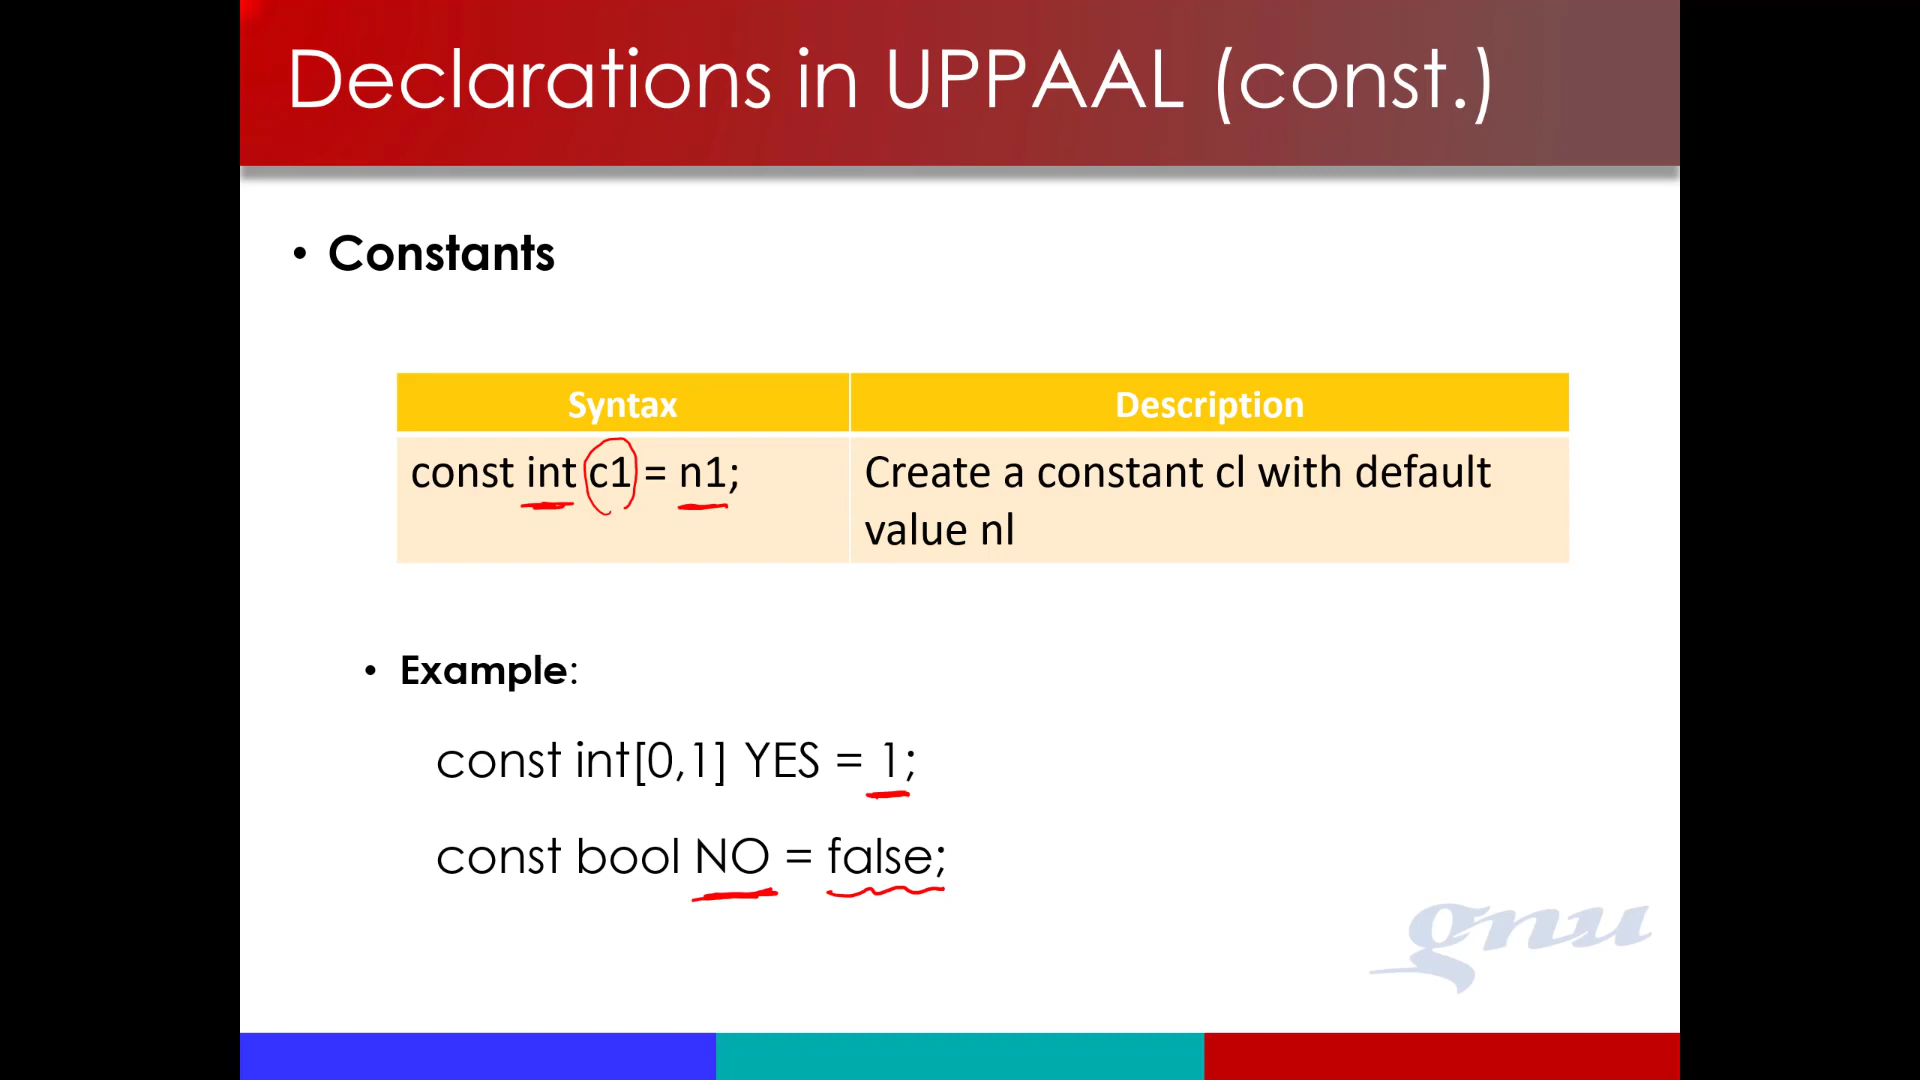 Declarations in UPPAAL (const.)
• Constants
Syntax
Description
const int c1 = n1;
Create a constant cl with default
value nl
• Example:
const int[0,1] YES = 1;
const bool NO = false;
gnu